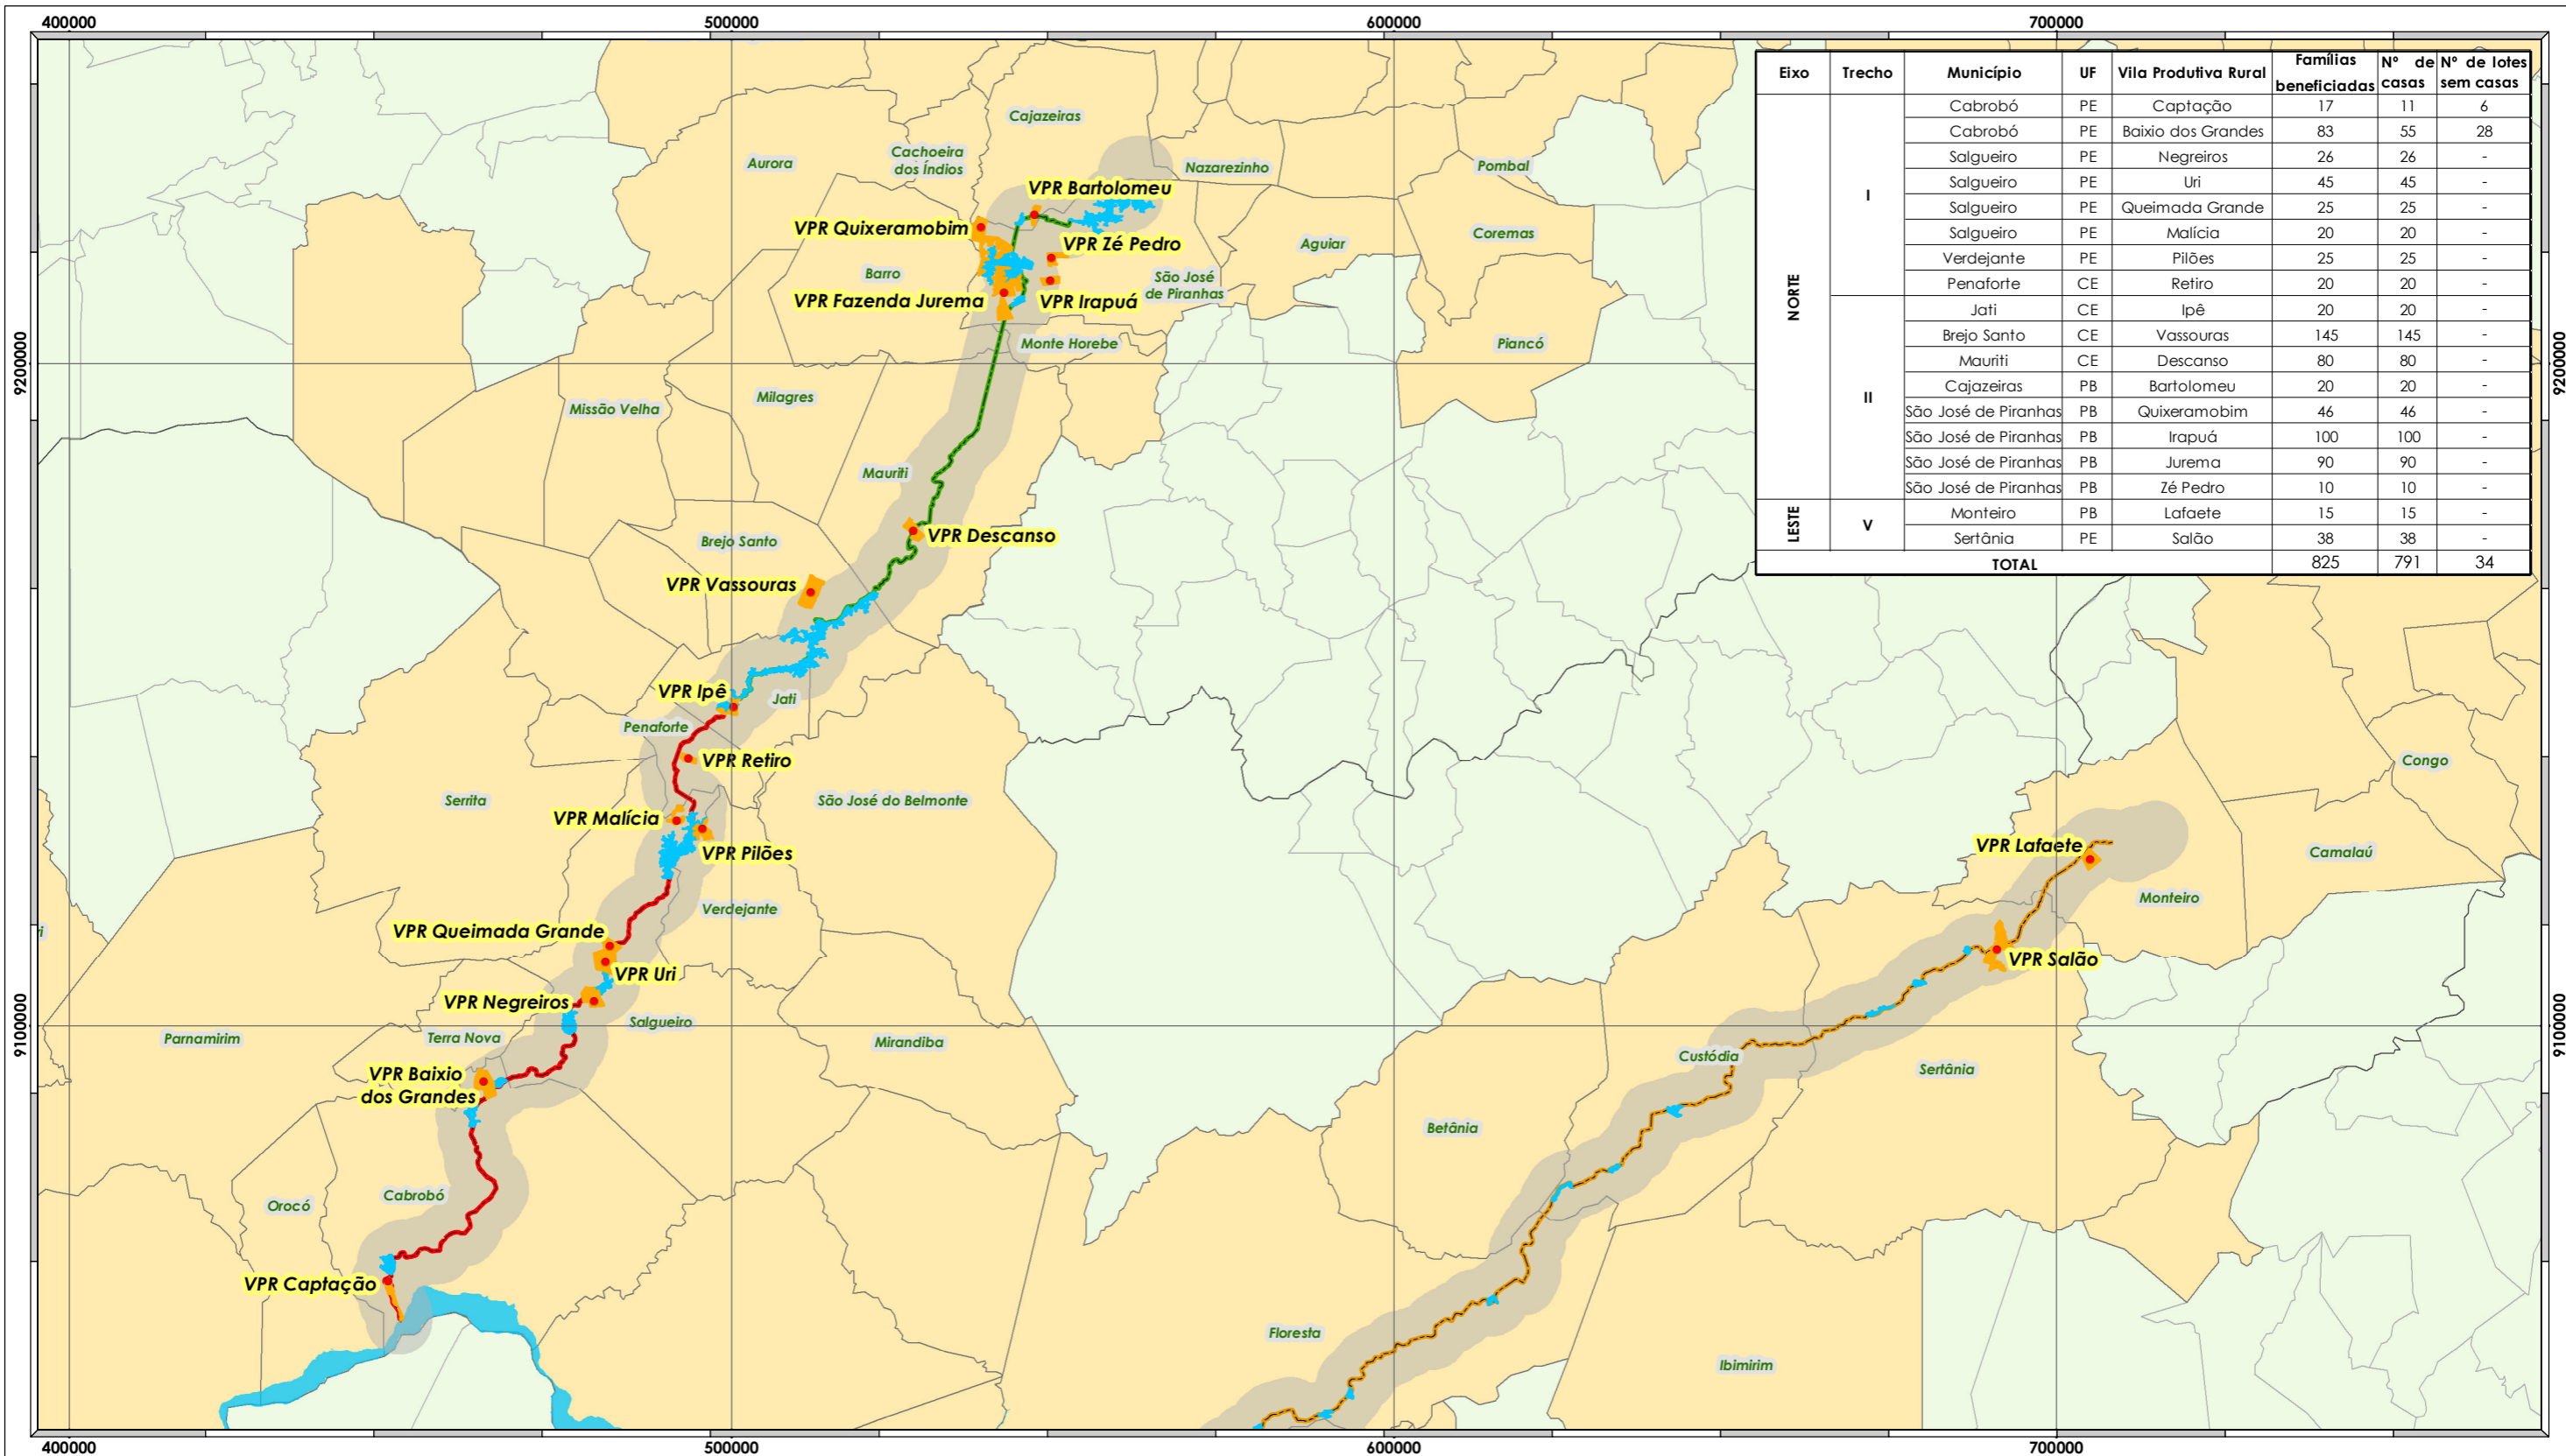 400000 500000 600000 700000
Eixo Trecho Município UF Vila Produtiva Rural Famílias beneficiadas Nº de casas Nº de lotes sem casas
NORTE
I
Cabrobó PE Captação 17 11 6
Cabrobó PE Baixio dos Grandes 83 55 28
Salgueiro PE Negreiros 26 26 -
Salgueiro PE Uri 45 45 -
Salgueiro PE Queimada Grande 25 25 -
Salgueiro PE Malícia 20 20 -
Verdejante PE Pilões 25 25 -
Penaforte CE Retiro 20 20 -
II
Jati CE Ipê 20 20 -
Brejo Santo CE Vassouras 145 145 -
Mauriti CE Descanso 80 80 -
Cajazeiras PB Bartolomeu 20 20 -
São José de Piranhas PB Quixeramobim 46 46 -
São José de Piranhas PB Irapuá 100 100 -
São José de Piranhas PB Jurema 90 90 -
São José de Piranhas PB Zé Pedro 10 10 -
LESTE
V
Monteiro PB Lafaete 15 15 -
Sertânia PE Salão 38 38 -
TOTAL 825 791 34
Cajazeiras
Aurora
Cachoeira
dos Índios
Nazarezinho
Pombal
VPR Bartolomeu
VPR Quixeramobim
VPR Zé Pedro
Aguiar
Coremas
Barro
São José
de Piranhas
VPR Fazenda Jurema
VPR Irapuá
Monte Horebe
Piancó
9200000
9200000
Milagres
Missão Velha
Mauriti
VPR Descanso
Brejo Santo
VPR Vassouras
VPR Ipê
Jati
Penaforte
VPR Retiro
Congo
Serrita
São José do Belmonte
VPR Malícia
VPR Pilões
VPR Lafaete
Camalaú
Monteiro
Verdejante
VPR Queimada Grande
ri
VPR Uri
VPR Salão
VPR Negreiros
Salgueiro
9100000
9100000
Parnamirim
Terra Nova
Mirandiba
Custódia
Sertânia
VPR Baixio
dos Grandes
Betânia
Cabrobó
Orocó
VPR Captação
Floresta
Ibimirim
400000 500000 600000 700000